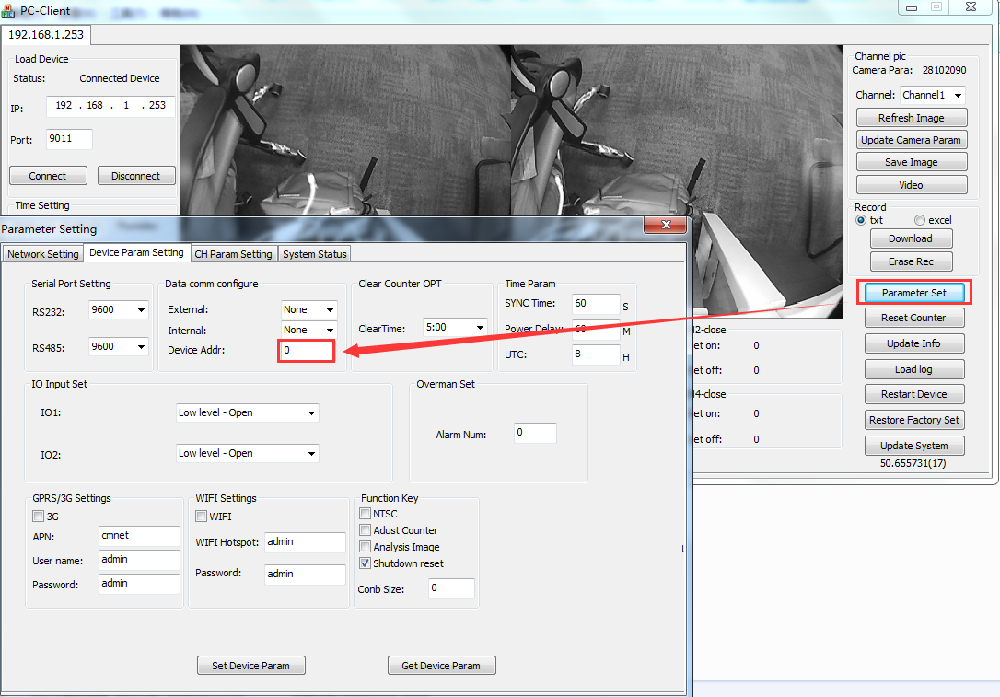 PC-Client
192.168.1.253
Load Device
Status: Connected Device
IP: 192 . 168 . 1 . 253
Port: 9011
Connect Disconnect
Time Setting
Channel pic
Camera Para: 28102090
Channel: Channel1
Refresh Image
Update Camera Param
Save Image
Video
Record
txt excel
Download
Erase Rec
Parameter Set
Reset Counter
Update Info
Load log
Restart Device
Restore Factory Set
Update System
50.655731(17)
2-close
et on: 0
et off: 0
4-close
et on: 0
et off: 0
Parameter Setting
Network Setting Device Param Setting CH Param Setting System Status
Serial Port Setting
RS232: 9600
RS485: 9600
Data comm configure
External: None
Internal: None
Device Addr: 0
Clear Counter OPT
ClearTime: 5:00
Time Param
SYNC Time: 60 S
Power Delay: 60 M
UTC: 8 H
IO Input Set
IO1: Low level - Open
IO2: Low level - Open
Overman Set
Alarm Num: 0
GPRS/3G Settings
3G
APN: cmnet
User name: admin
Password: admin
WIFI Settings
WIFI
WIFI Hotspot: admin
Password: admin
Function Key
NTSC
Adust Counter
Analysis Image
Shutdown reset
Conb Size: 0
Set Device Param Get Device Param